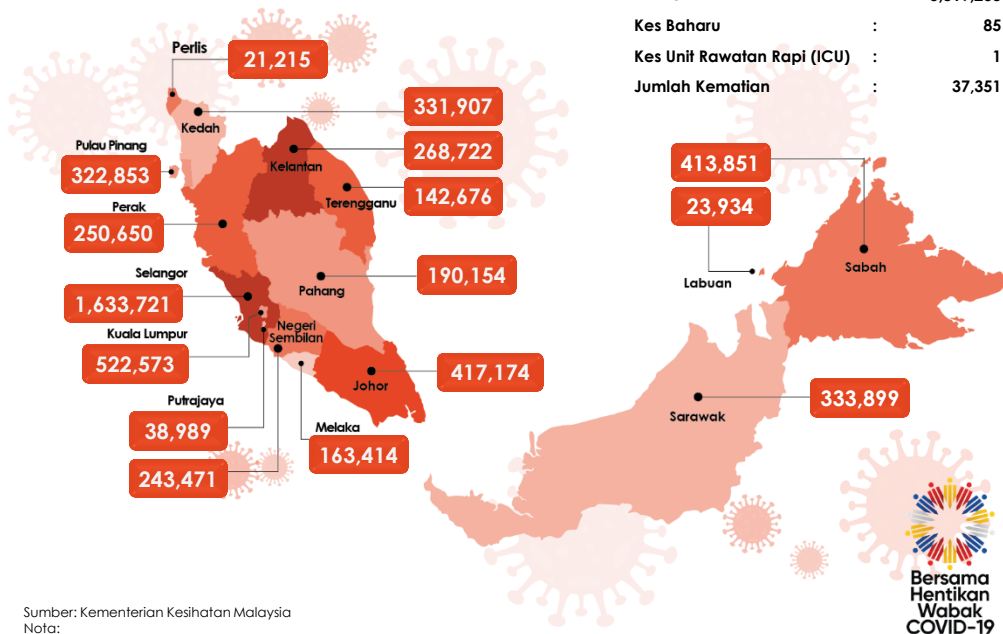 Kes Baharu : 85
Kes Unit Rawatan Rapi (ICU) : 1
Jumlah Kematian : 37,351
Perlis
21,215
331,907
Kedah
268,722
Kelantan
Pulau Pinang
322,853
142,676
Terengganu
Perak
250,650
190,154
Pahang
Selangor
1,633,721
Kuala Lumpur
522,573
Negeri
Sembilan
417,174
Johor
Putrajaya
38,989
Melaka
163,414
243,471
413,851
23,934
Labuan
Sabah
333,899
Sarawak
Bersama
Hentikan
Wabak
COVID-19
Sumber: Kementerian Kesihatan Malaysia
Nota: